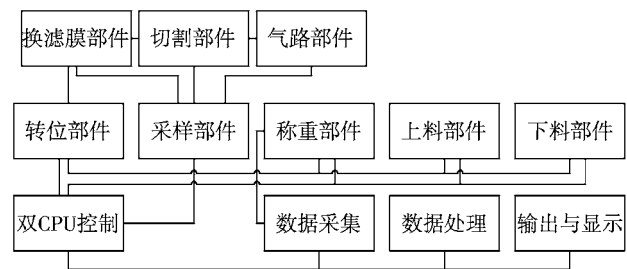 换滤膜部件
切割部件
气路部件
转位部件
采样部件
称重部件
上料部件
下料部件
双CPU控制
数据采集
数据处理
输出与显示